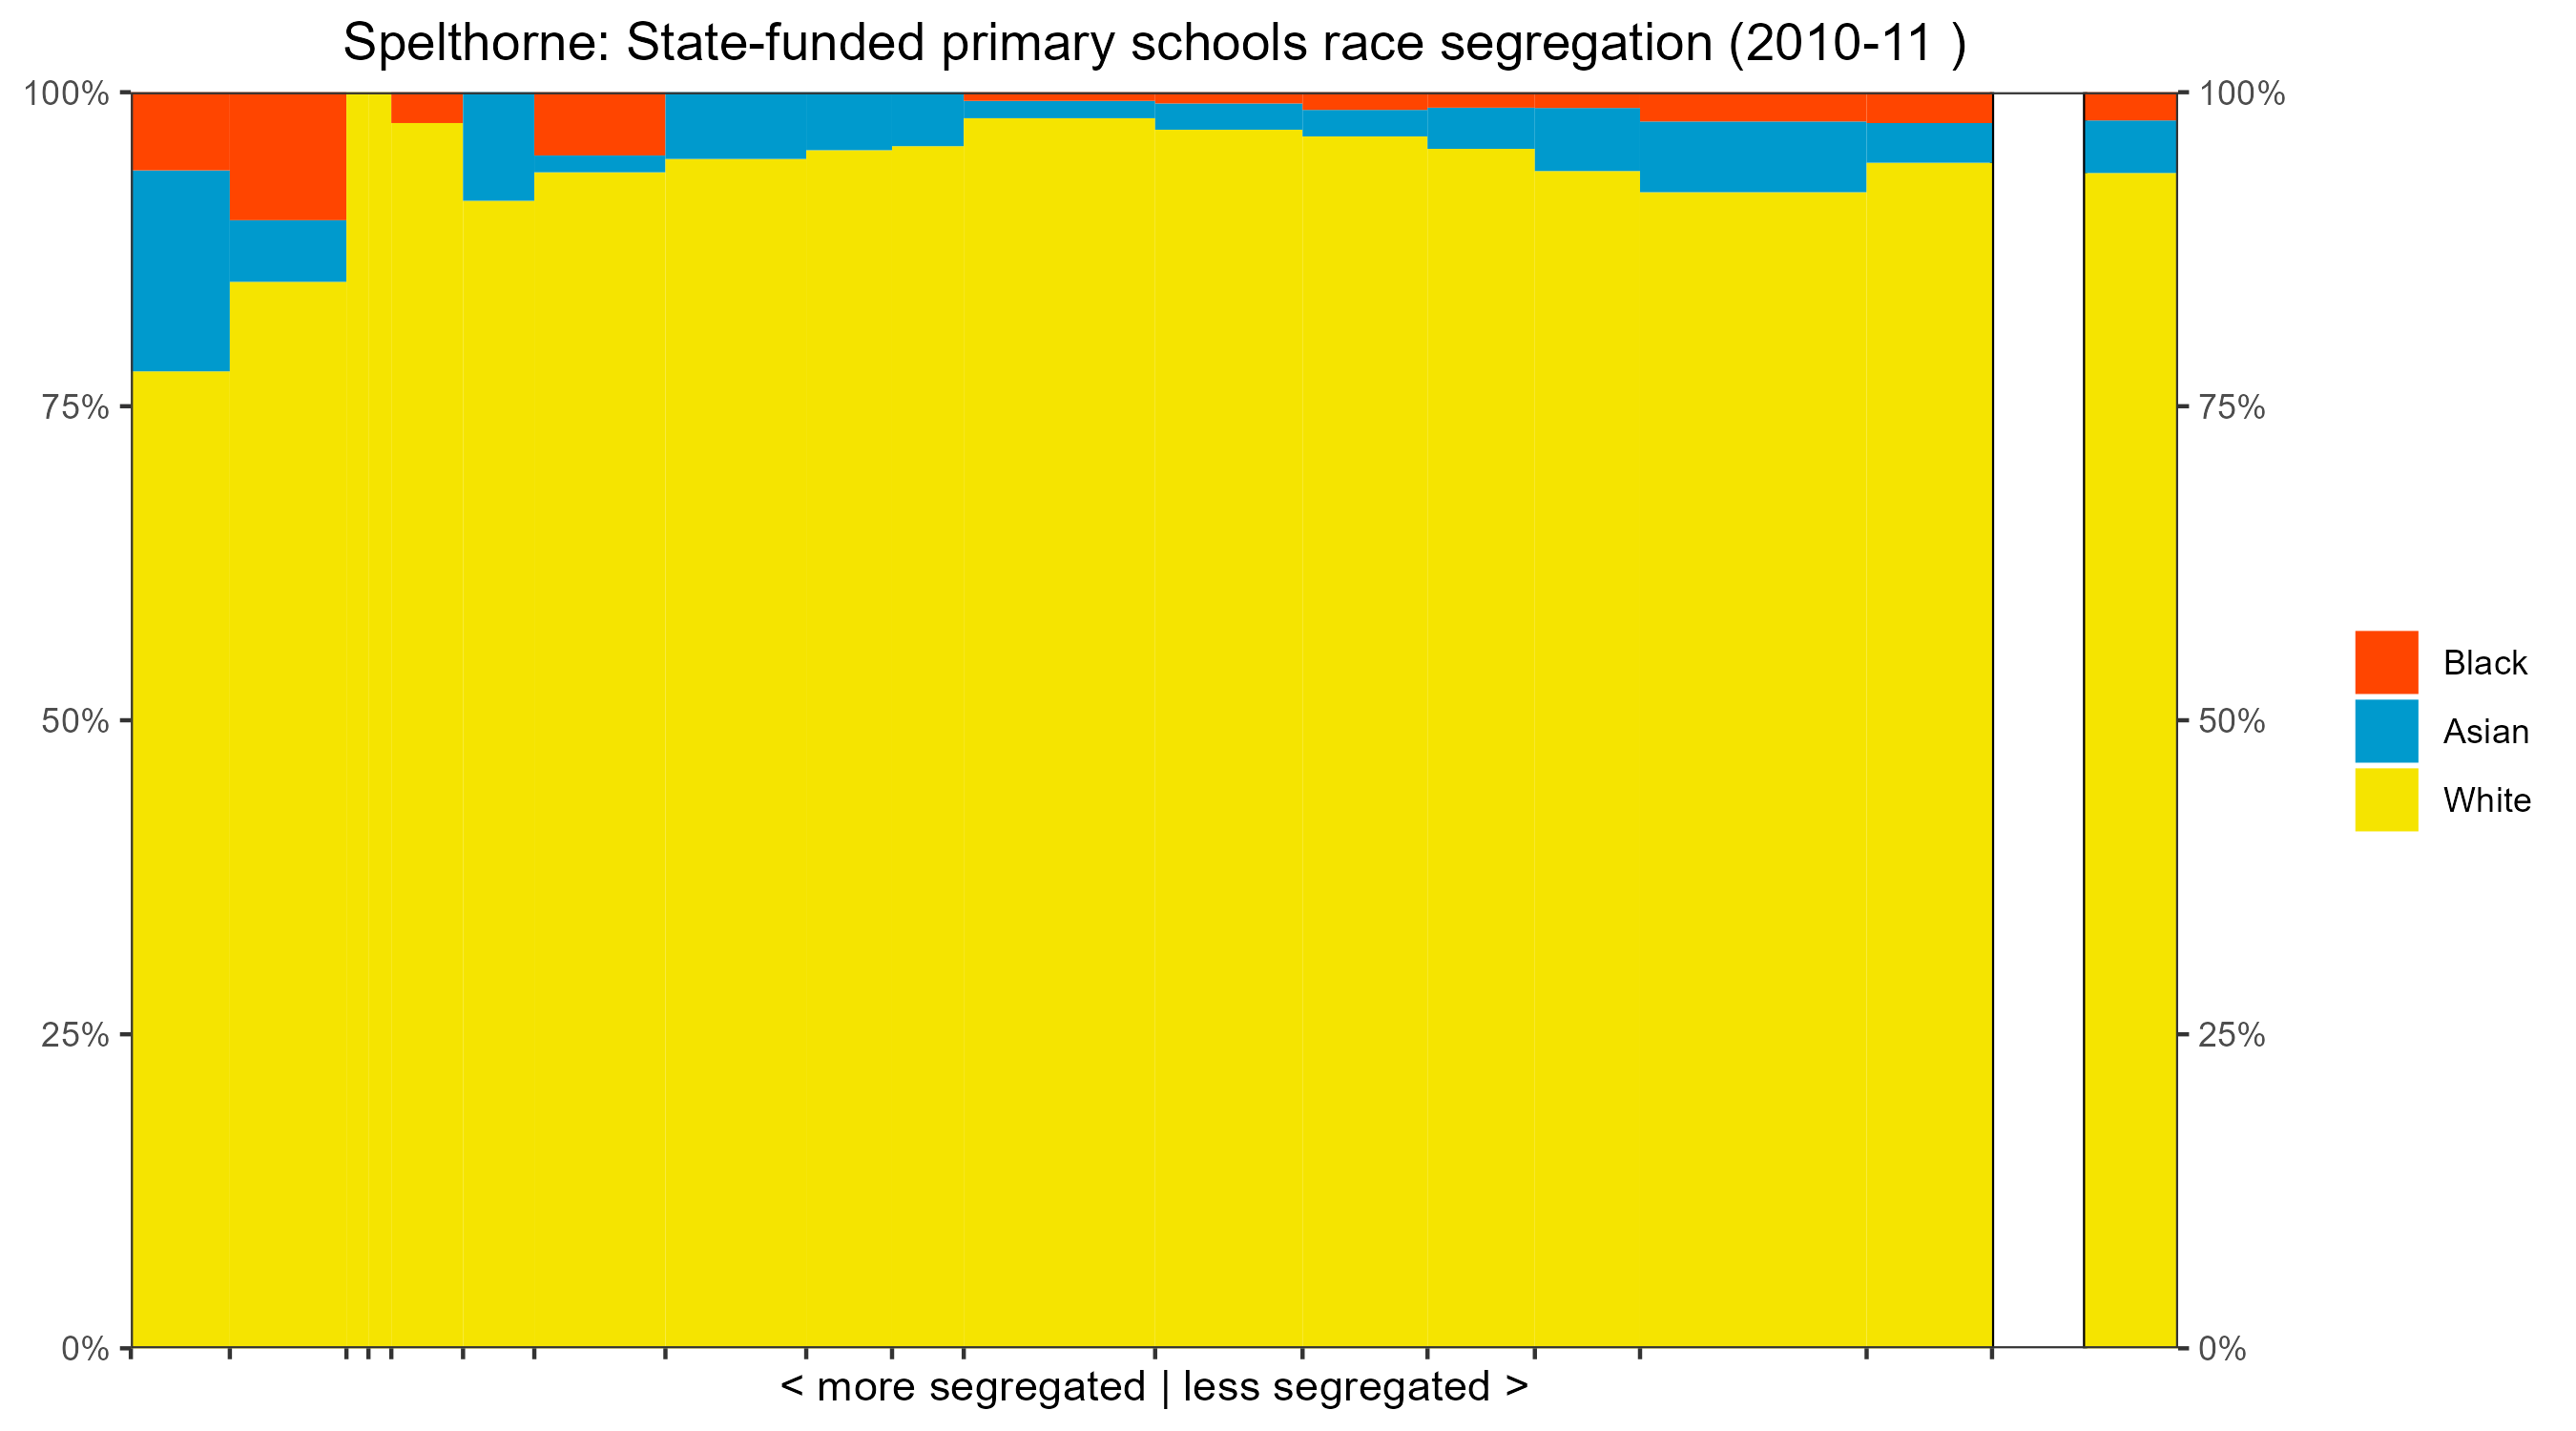 Spelthorne: State-funded primary schools race segregation (2010-11 )
100%
75%
50%
25%
0%
100%
75%
50%
25%
0%
Black
Asian
White
< more segregated | less segregated >